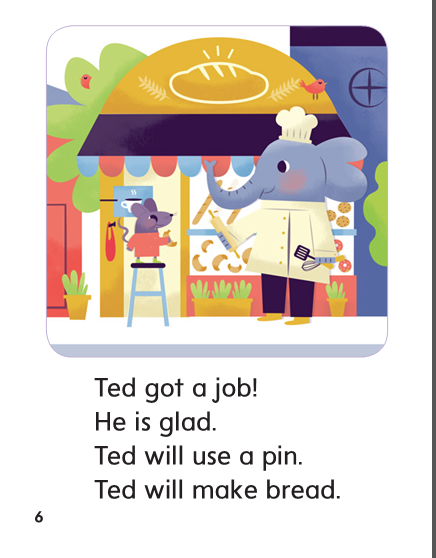 Ted got a job!
He is glad.
Ted will use a pin.
Ted will make bread.
6